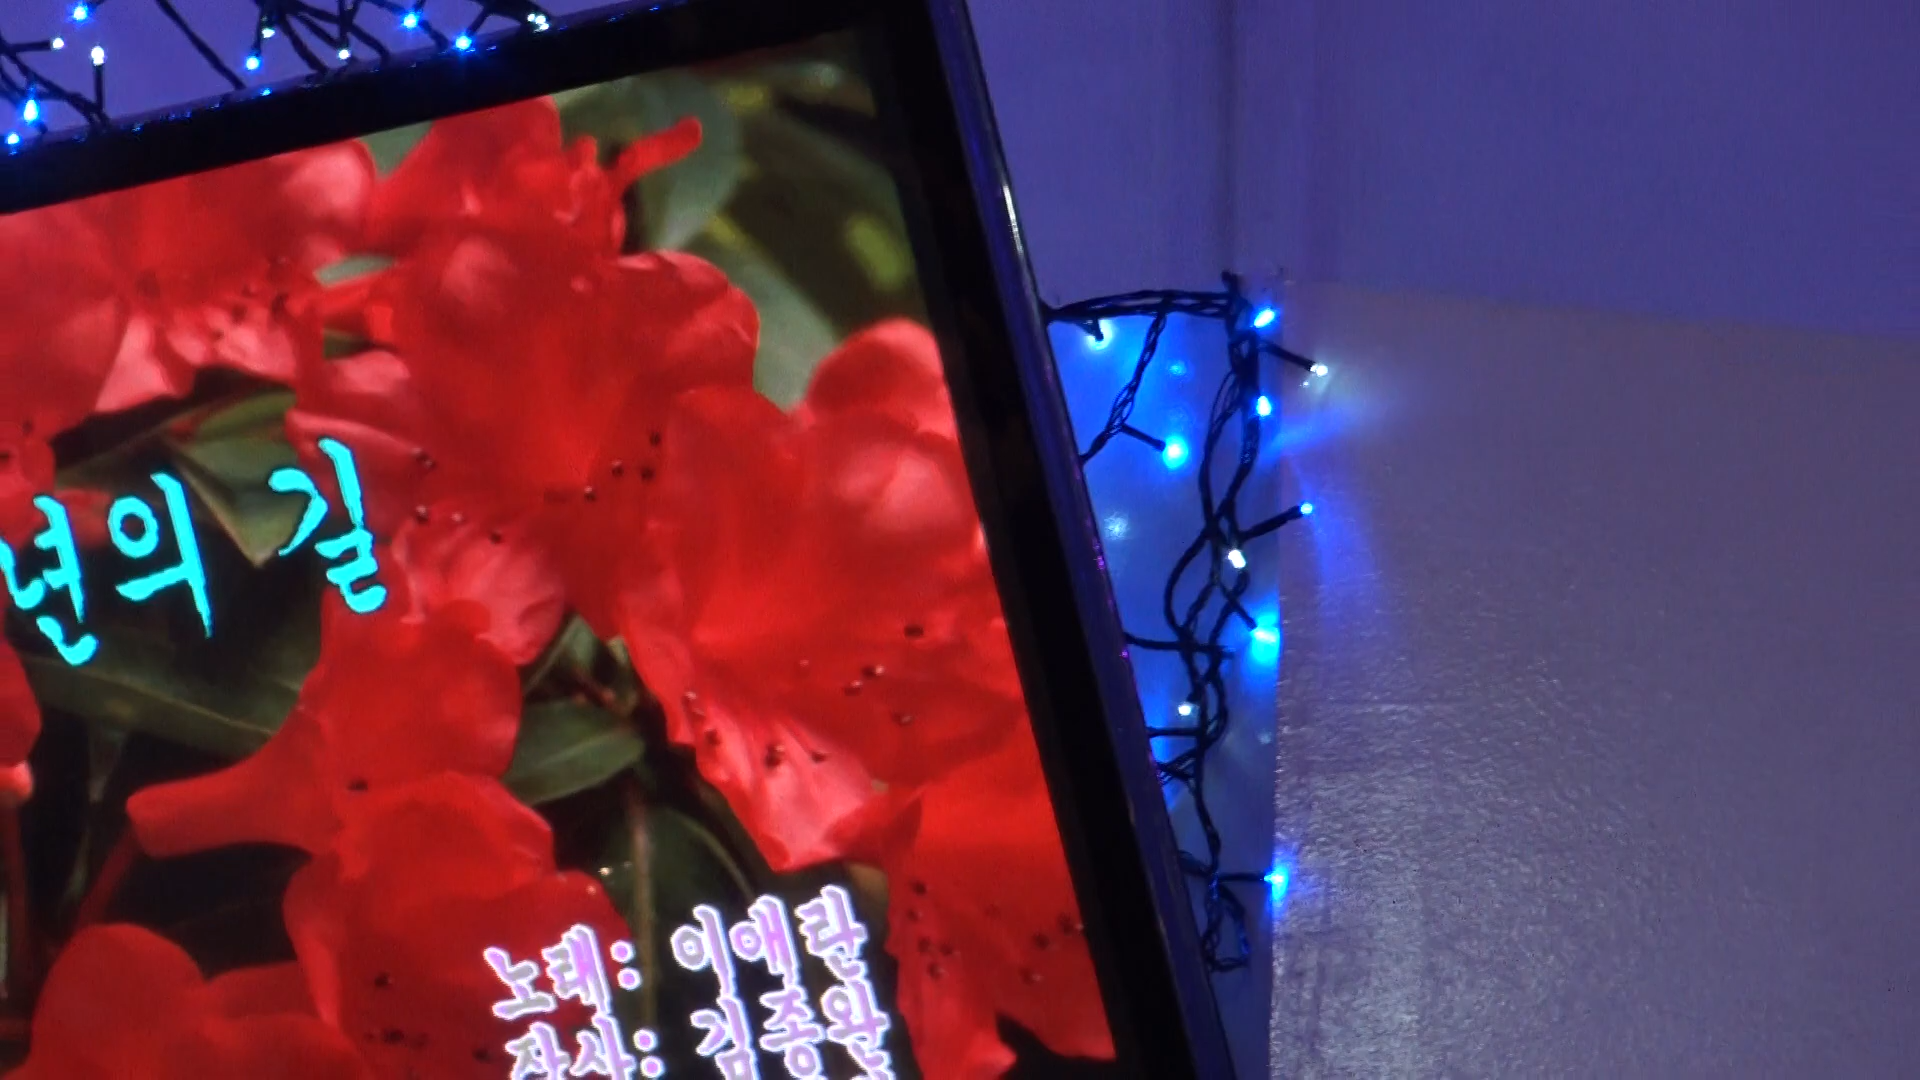 년의 길
노래: 이애란
작사: 김종완